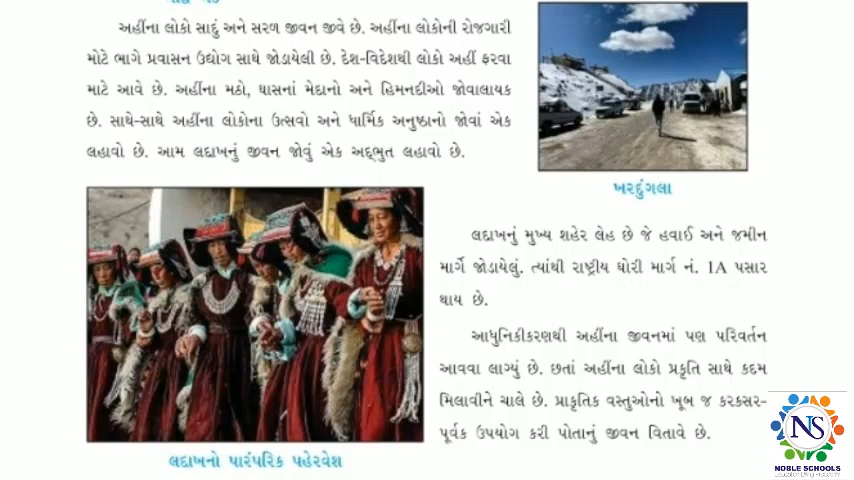 અહીંના લોકો સાદું અને સરળ જીવન જીવે છે. અહીંના લોકોની રોજગારી
મોટે ભાગે પ્રવાસન ઉદ્યોગ સાથે જોડાયેલી છે. દેશ-વિદેશથી લોકો અહીં ફરવા
માટે આવે છે. અહીંના મઠો, ઘાસનાં મેદાનો અને હિમનદીઓ જોવાલાયક
છે. સાથે-સાથે અહીંના લોકોના ઉત્સવો અને ધાર્મિક અનુષ્ઠાનો જોવાં એક
લહાવો છે. આમ લદાખનું જીવન જોવું એક અદ્ભુત લહાવો છે.
ખરદુંગલા
લદાખનું મુખ્ય શહેર લેહ છે જે હવાઈ અને જમીન
માર્ગે જોડાયેલું. ત્યાંથી રાષ્ટ્રીય ધોરી માર્ગ નં. 1A પસાર
થાય છે.
આધુનિકીકરણથી અહીંના જીવનમાં પણ પરિવર્તન
આવવા લાગ્યું છે. છતાં અહીંના લોકો પ્રકૃતિ સાથે કદમ
મિલાવીને ચાલે છે. પ્રાકૃતિક વસ્તુઓનો ખૂબ જ કરકસર-
પૂર્વક ઉપયોગ કરી પોતાનું જીવન વિતાવે છે.
લદાખનો પારંપરિક પહેરવેશ
NS
NOBLE SCHOOLS